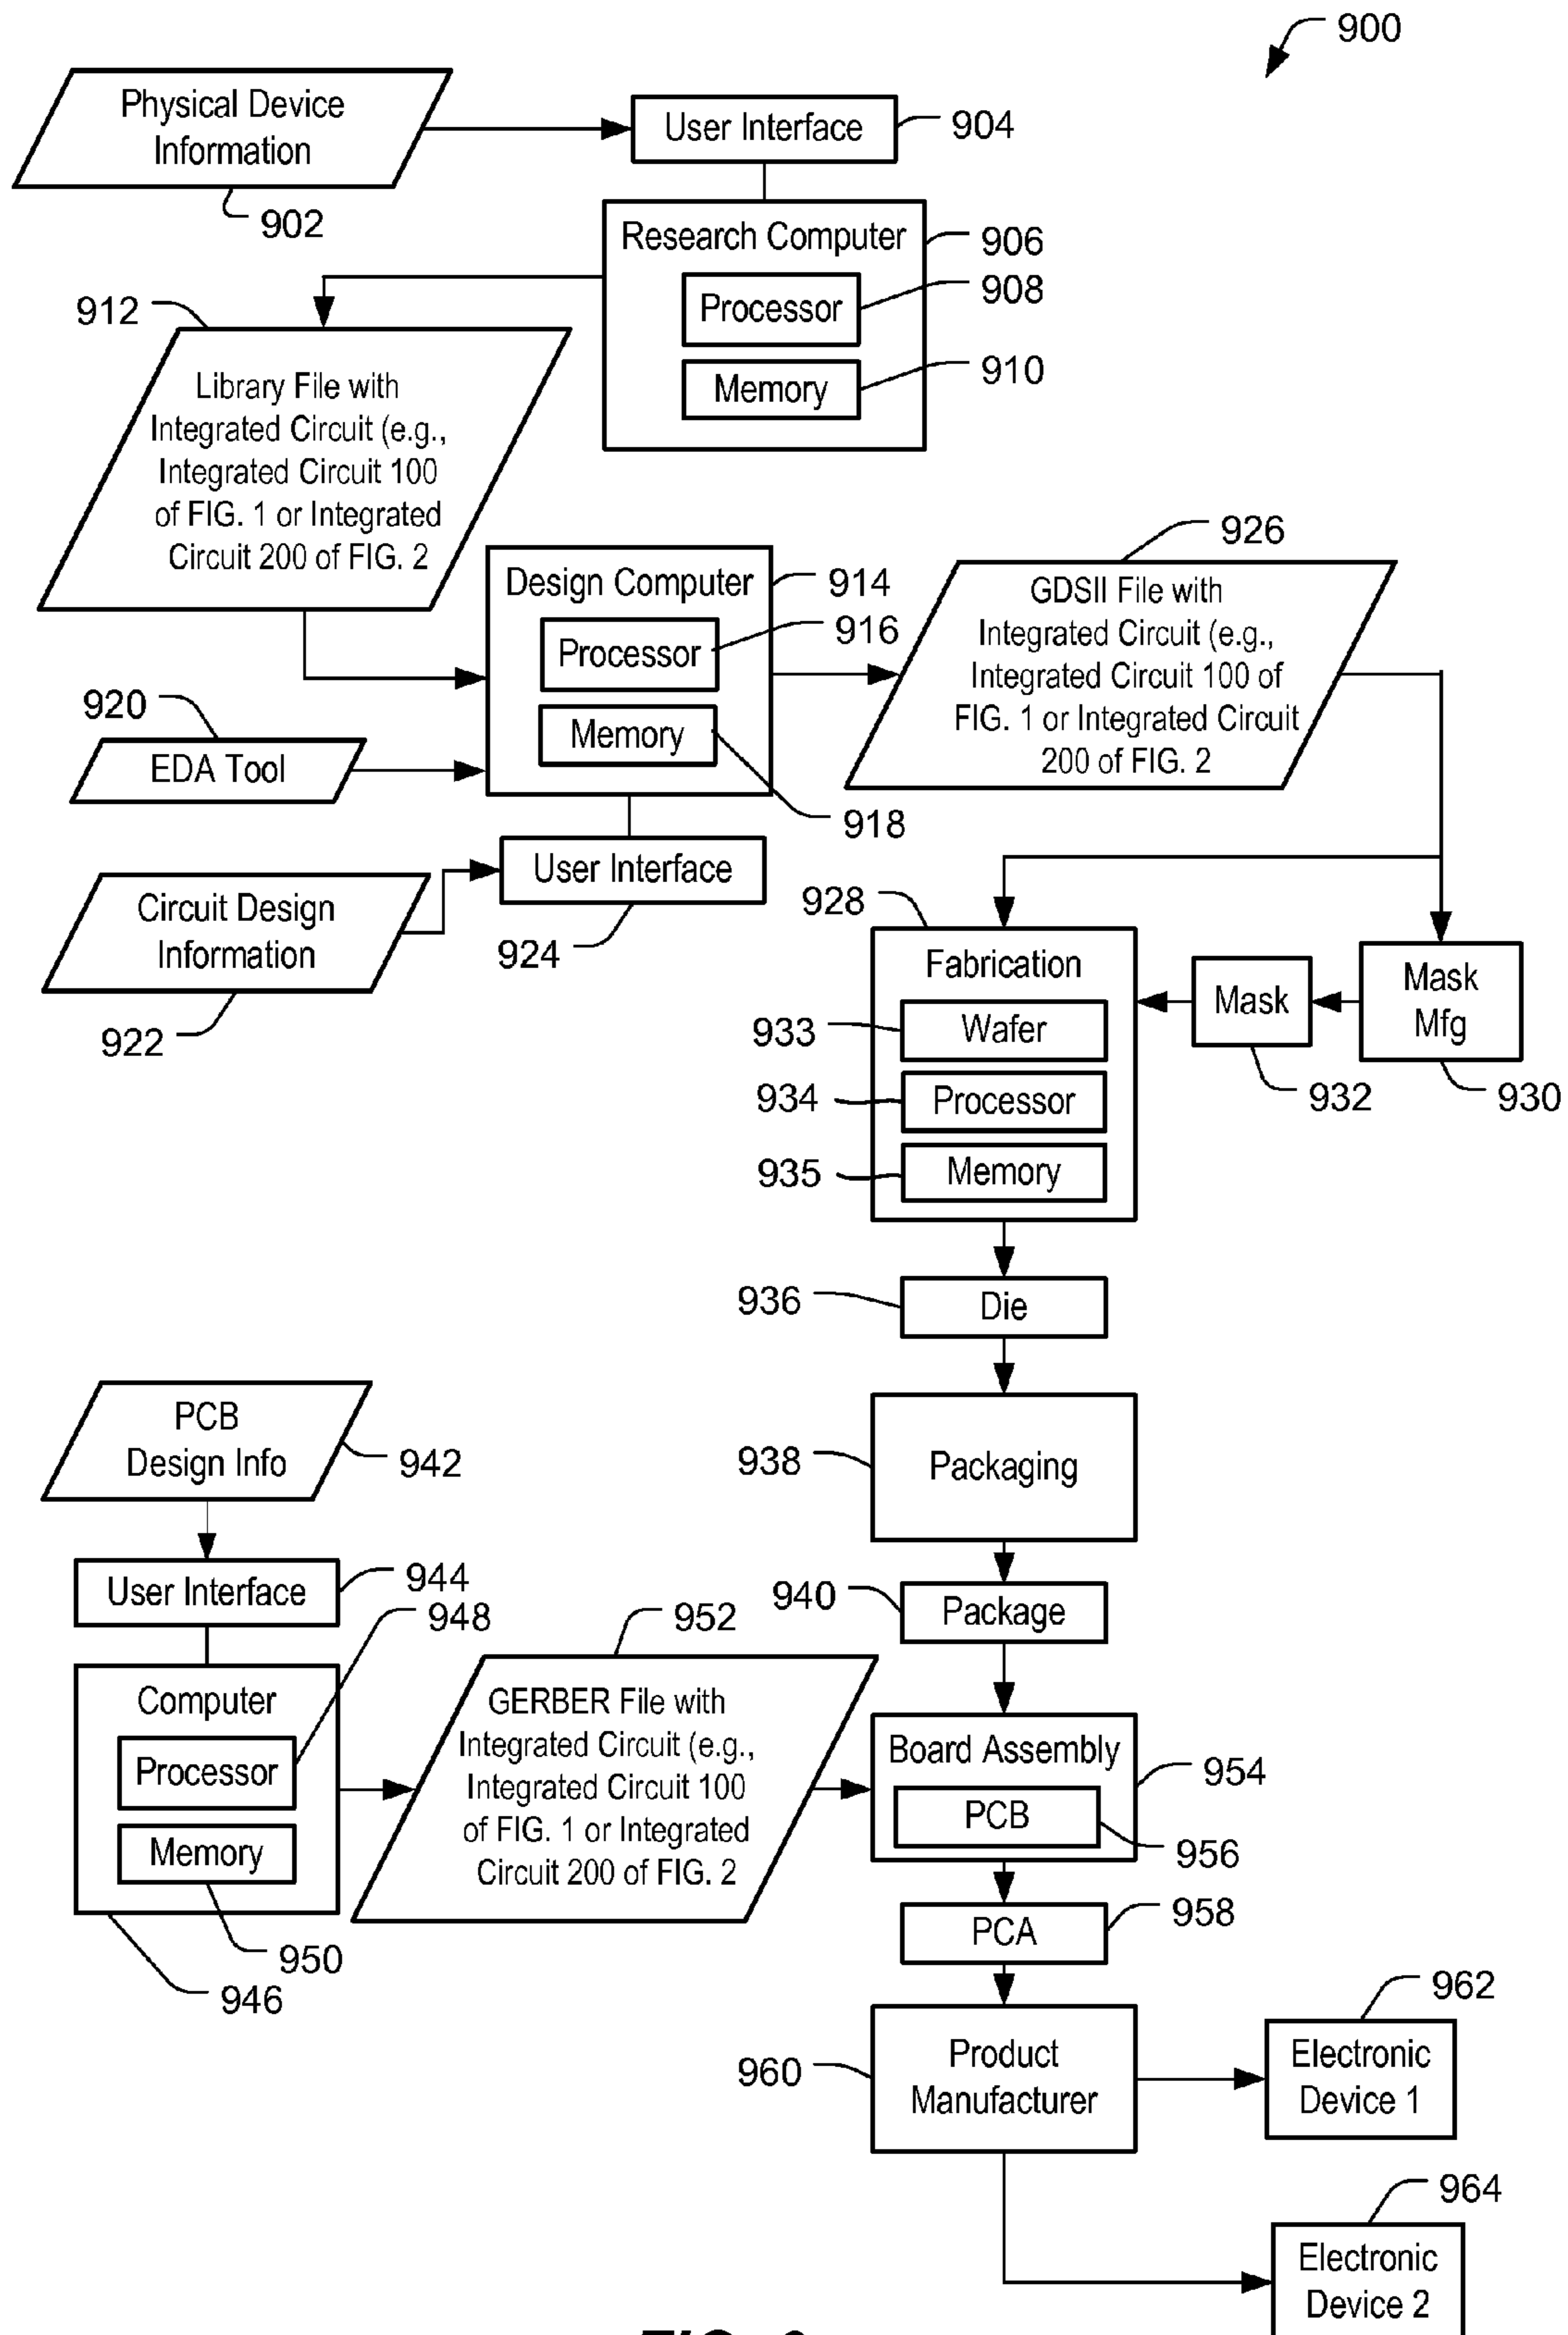 900
Physical Device
Information
902
User Interface
904
Research Computer
906
Processor
908
Memory
910
912
Library File with
Integrated Circuit (e.g.,
Integrated Circuit 100
of FIG. 1 or Integrated
Circuit 200 of FIG. 2
Design Computer
914
Processor
916
Memory
918
920
EDA Tool
User Interface
924
Circuit Design
Information
922
926
GDSII File with
Integrated Circuit (e.g.,
Integrated Circuit 100 of
FIG. 1 or Integrated Circuit
200 of FIG. 2
928
Fabrication
933
Wafer
934
Processor
935
Memory
Mask
932
Mask
Mfg
930
936
Die
938
Packaging
940
Package
PCB
Design Info
942
User Interface
944
948
Computer
Processor
Memory
950
946
952
GERBER File with
Integrated Circuit (e.g.,
Integrated Circuit 100
of FIG. 1 or Integrated
Circuit 200 of FIG. 2
Board Assembly
954
PCB
956
PCA
958
960
Product
Manufacturer
962
Electronic
Device 1
964
Electronic
Device 2